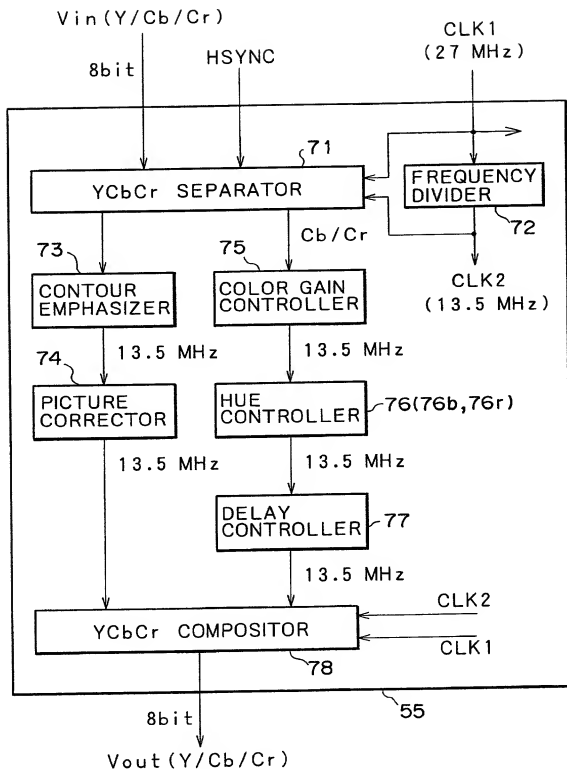 Vin(Y/Cb/Cr)
8bit
HSYNC
CLK1
(27 MHz)
71
YCbCr SEPARATOR
FREQUENCY
DIVIDER
72
Cb/Cr
CLK2
(13.5 MHz)
73
CONTOUR
EMPHASIZER
75
COLOR GAIN
CONTROLLER
13.5 MHz
13.5 MHz
74
PICTURE
CORRECTOR
HUE
CONTROLLER
76(76b,76r)
13.5 MHz
13.5 MHz
DELAY
CONTROLLER
77
13.5 MHz
YCbCr COMPOSITOR
CLK2
CLK1
78
8bit
55
Vout(Y/Cb/Cr)